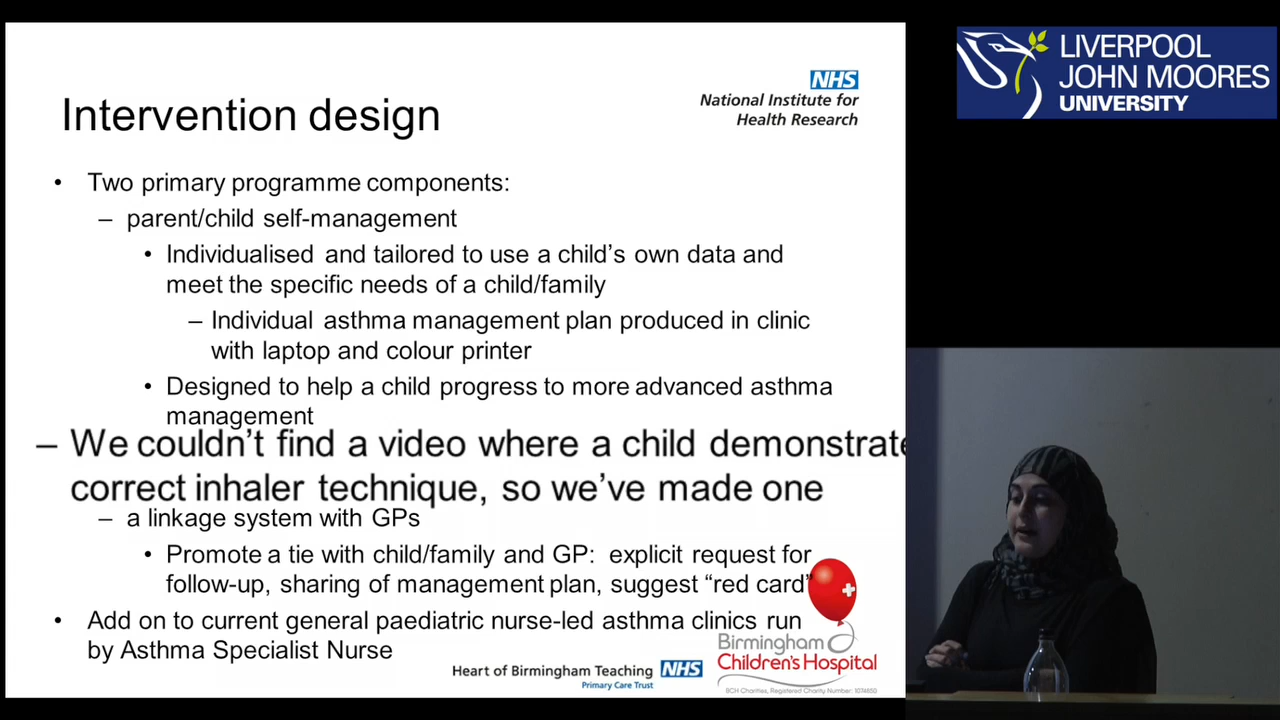 Intervention design
NHS
National Institute for
Health Research
LIVERPOOL
JOHN MOORES
UNIVERSITY
• Two primary programme components:
– parent/child self-management
• Individualised and tailored to use a child’s own data and
meet the specific needs of a child/family
– Individual asthma management plan produced in clinic
with laptop and colour printer
• Designed to help a child progress to more advanced asthma
management
– We couldn’t find a video where a child demonstrate
correct inhaler technique, so we’ve made one
– a linkage system with GPs
• Promote a tie with child/family and GP: explicit request for
follow-up, sharing of management plan, suggest “red card”
• Add on to current general paediatric nurse-led asthma clinics run
by Asthma Specialist Nurse
Heart of Birmingham Teaching NHS
Primary Care Trust
Birmingham
Children's Hospital
BCH Charities, Registered Charity Number: 1074850